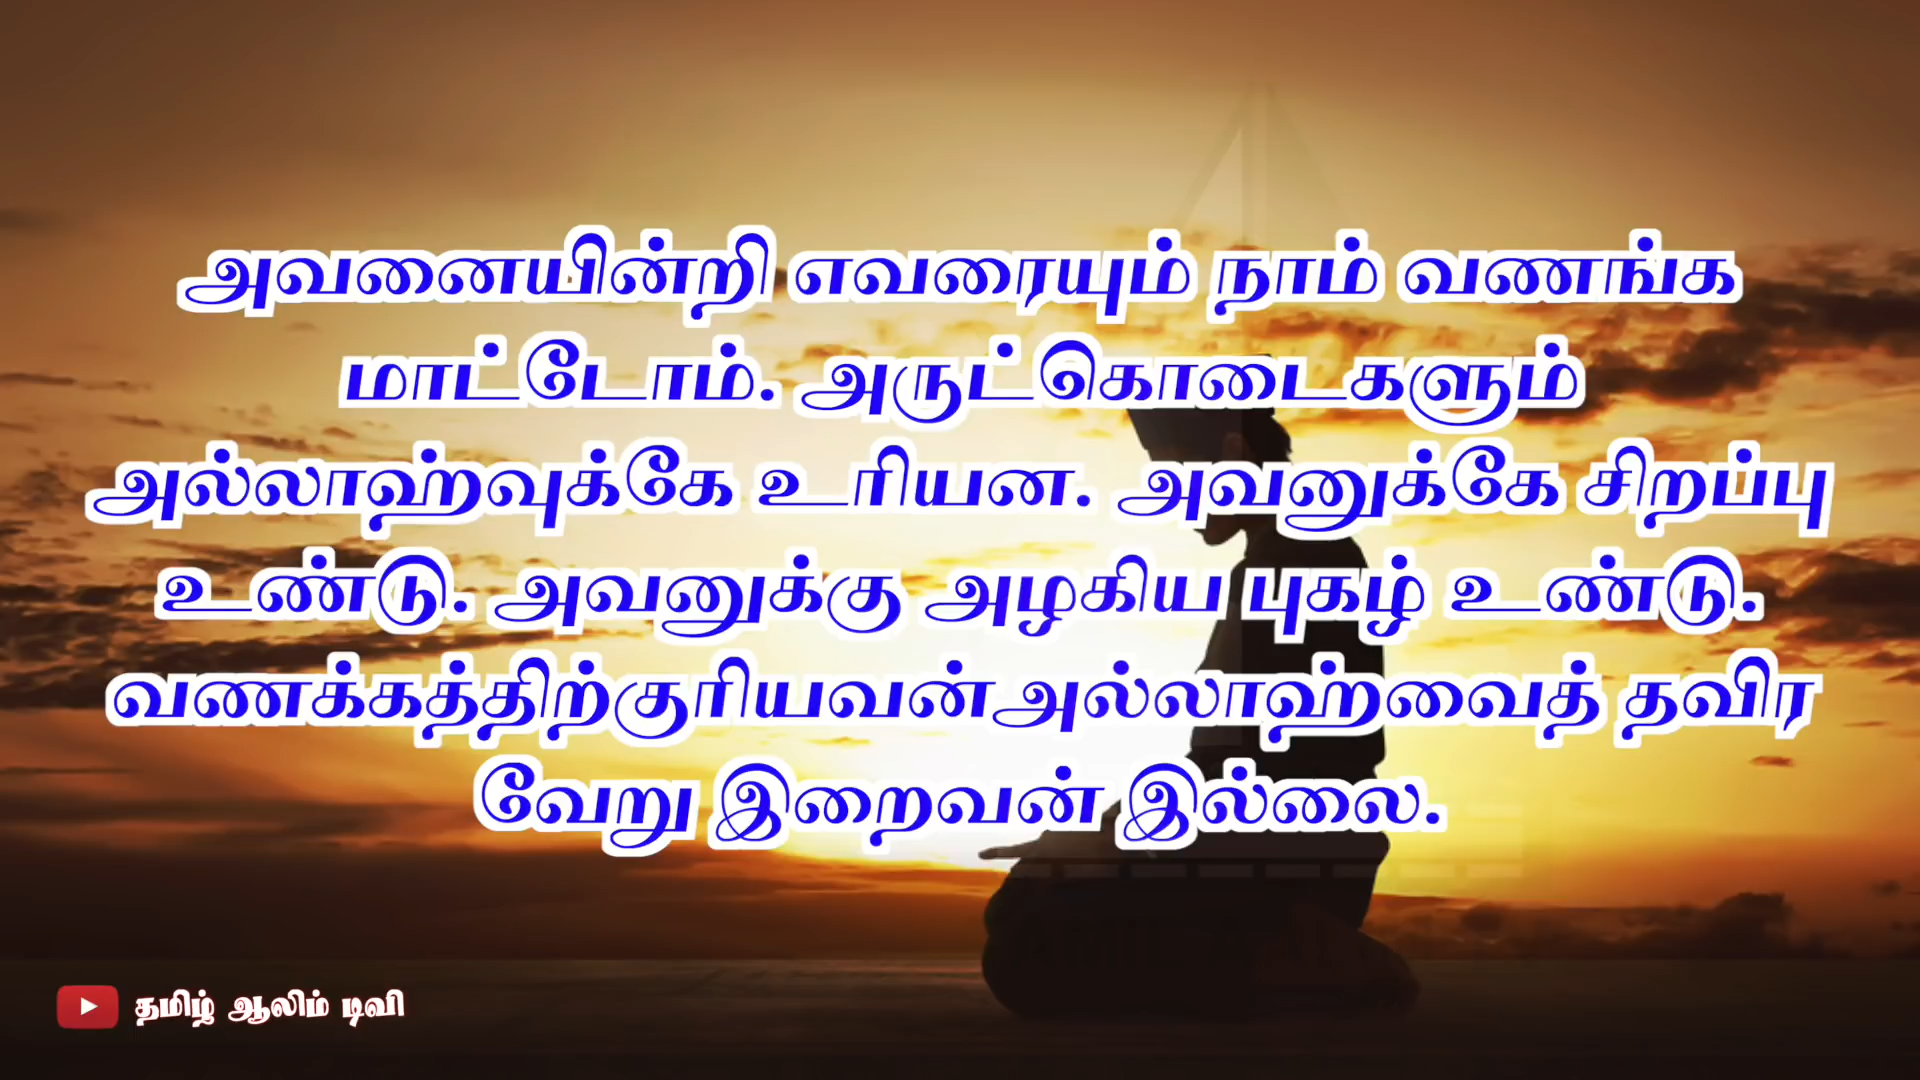 அவனையின்றி எவரையும் நாம் வணங்க
மாட்டோம். அருட்கொடைகளும்
அல்லாஹ்வுக்கே உரியன. அவனுக்கே சிறப்பு
உண்டு. அவனுக்கு அழகிய புகழ் உண்டு.
வணக்கத்திற்குரியவன்அல்லாஹ்வைத் தவிர
வேறு இறைவன் இல்லை.
தமிழ் ஆலிம் டிவி